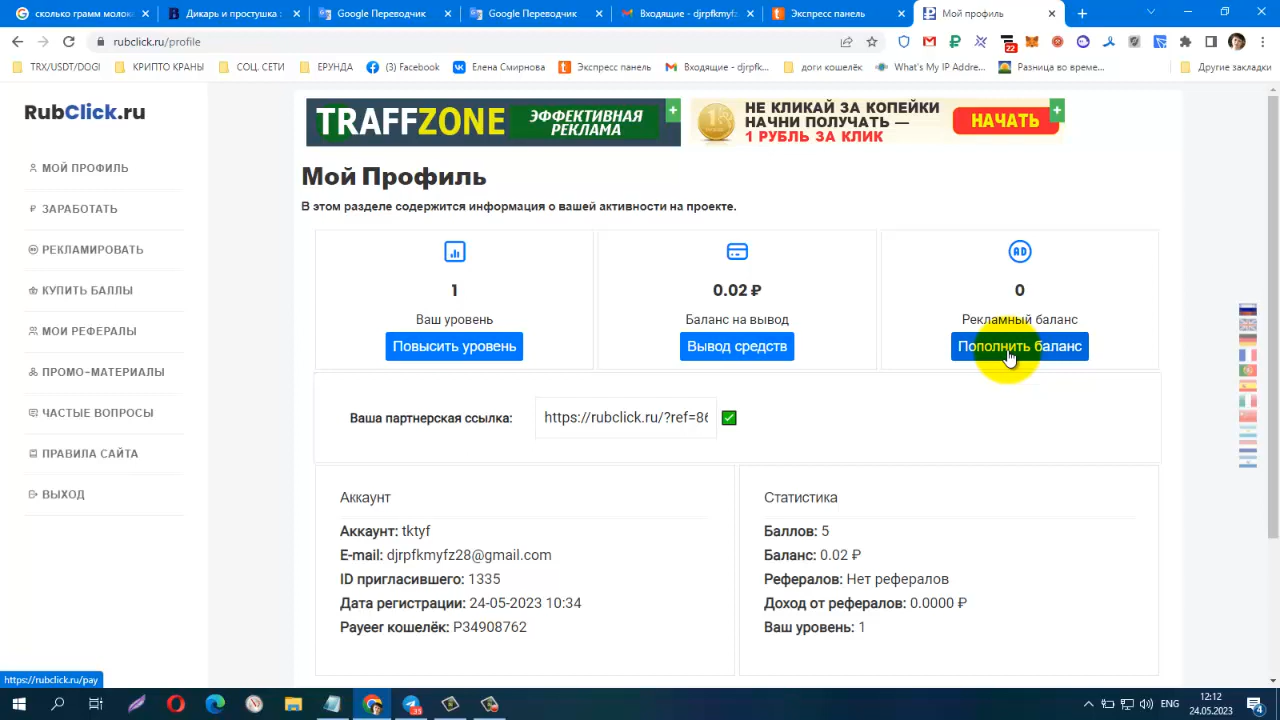 сколько грамм молока
Дикарь и простушка
Google Переводчик
Google Переводчик
Входящие - djrpfkmyfz
Экспресс панель
Мой профиль
rubclick.ru/profile
22
TRX/USDT/DOGI
КРИПТО КРАНЫ
СОЦ. СЕТИ
ЕРУНДА
(3) Facebook
Елена Смирнова
Экспресс панель
Входящие - djrpfk...
доги кошелёк
What's My IP Addre...
Разница во време...
Другие закладки
RubClick.ru
TRAFFZONE
ЭФФЕКТИВНАЯ
РЕКЛАМА
НЕ КЛИКАЙ ЗА КОПЕЙКИ
НАЧНИ ПОЛУЧАТЬ —
1 РУБЛЬ ЗА КЛИК
НАЧАТЬ
МОЙ ПРОФИЛЬ
ЗАРАБОТАТЬ
РЕКЛАМИРОВАТЬ
КУПИТЬ БАЛЛЫ
МОИ РЕФЕРАЛЫ
ПРОМО-МАТЕРИАЛЫ
ЧАСТЫЕ ВОПРОСЫ
ПРАВИЛА САЙТА
ВЫХОД
Мой Профиль
В этом разделе содержится информация о вашей активности на проекте.
1
Ваш уровень
Повысить уровень
0.02 ₽
Баланс на вывод
Вывод средств
AD
0
Рекламный баланс
Пополнить баланс
Ваша партнерская ссылка:
https://rubclick.ru/?ref=86
Аккаунт
Аккаунт: tktyf
E-mail: djrpfkmyfz28@gmail.com
ID пригласившего: 1335
Дата регистрации: 24-05-2023 10:34
Payeer кошелёк: P34908762
Статистика
Баллов: 5
Баланс: 0.02 ₽
Рефералов: Нет рефералов
Доход от рефералов: 0.0000 ₽
Ваш уровень: 1
https://rubclick.ru/pay
ENG
12:12
24.05.2023
4